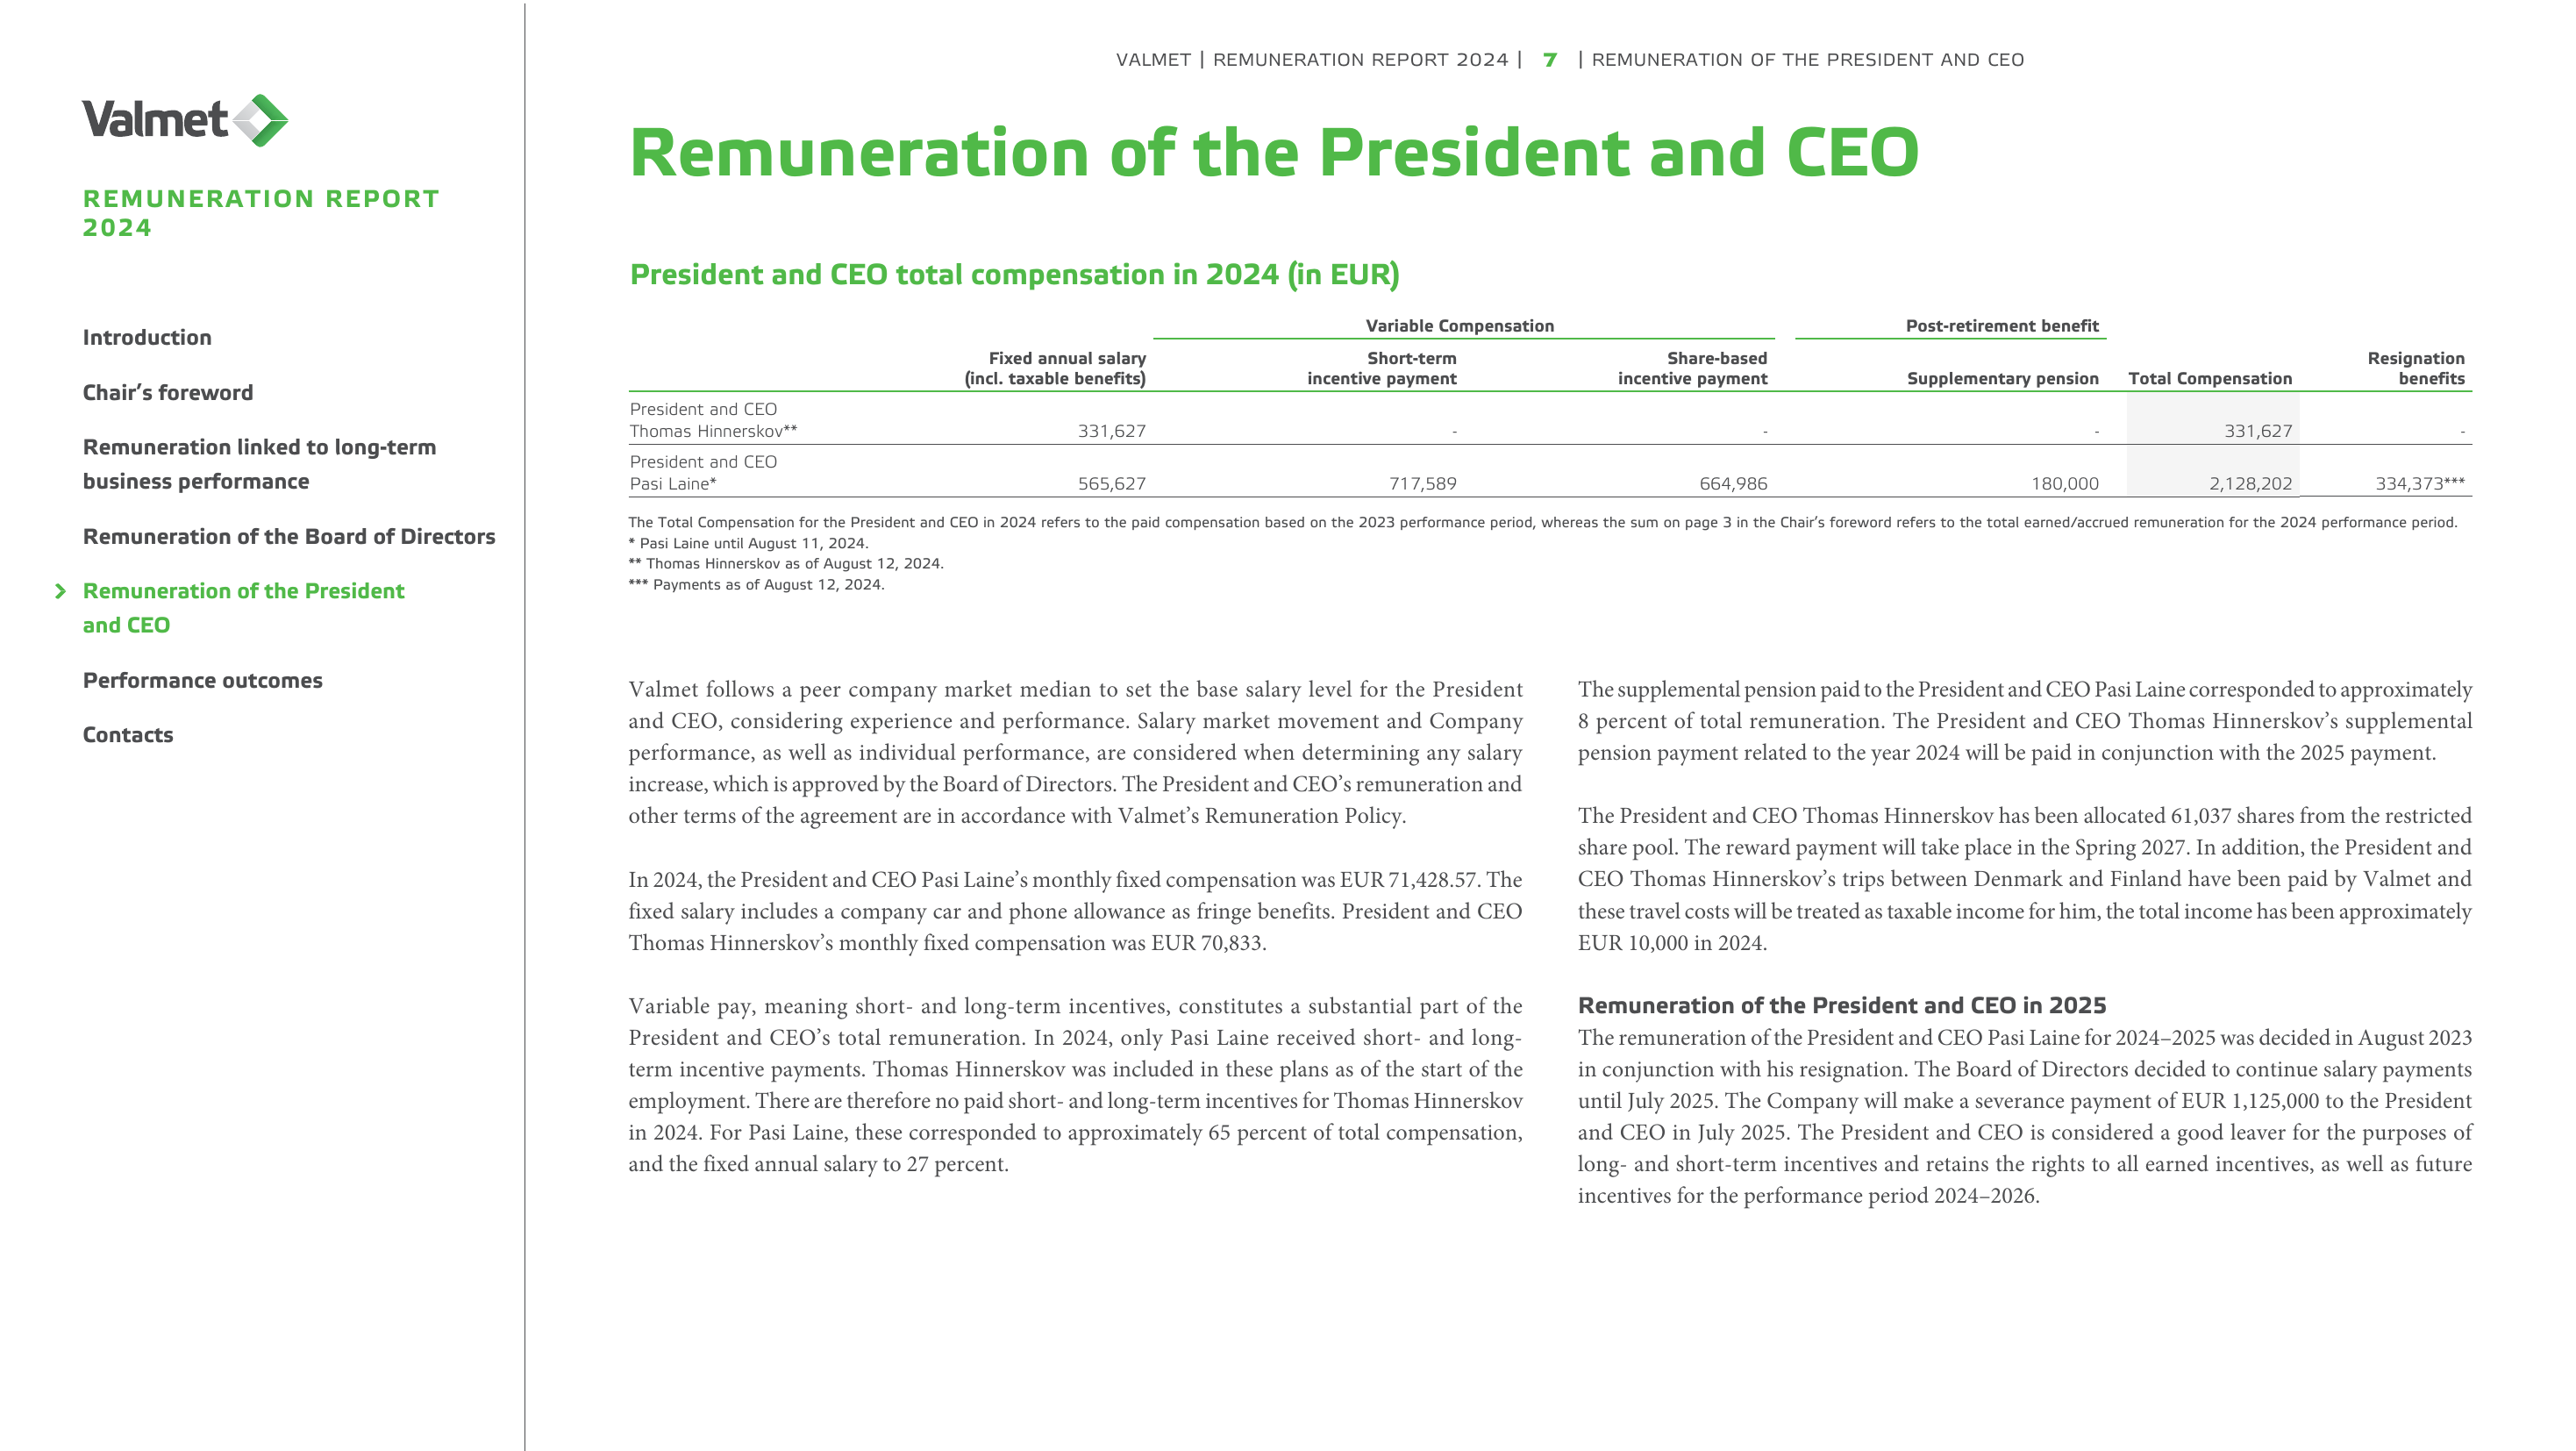 VALMET | REMUNERATION REPORT 2024 | 7 | REMUNERATION OF THE PRESIDENT AND CEO
Valmet
REMUNERATION REPORT
2024
Introduction
Chair’s foreword
Remuneration linked to long-term
business performance
Remuneration of the Board of Directors
Remuneration of the President
and CEO
Performance outcomes
Contacts
Remuneration of the President and CEO
President and CEO total compensation in 2024 (in EUR)
Variable Compensation Post-retirement benefit
Fixed annual salary Short-term Share-based Resignation
(incl. taxable benefits) incentive payment incentive payment Supplementary pension Total Compensation benefits
President and CEO
Thomas Hinnerskov** 331,627 - - - 331,627 -
President and CEO
Pasi Laine* 565,627 717,589 664,986 180,000 2,128,202 334,373***
The Total Compensation for the President and CEO in 2024 refers to the paid compensation based on the 2023 performance period, whereas the sum on page 3 in the Chair’s foreword refers to the total earned/accrued remuneration for the 2024 performance period.
* Pasi Laine until August 11, 2024.
** Thomas Hinnerskov as of August 12, 2024.
*** Payments as of August 12, 2024.
Valmet follows a peer company market median to set the base salary level for the President
and CEO, considering experience and performance. Salary market movement and Company
performance, as well as individual performance, are considered when determining any salary
increase, which is approved by the Board of Directors. The President and CEO’s remuneration and
other terms of the agreement are in accordance with Valmet’s Remuneration Policy.
In 2024, the President and CEO Pasi Laine’s monthly fixed compensation was EUR 71,428.57. The
fixed salary includes a company car and phone allowance as fringe benefits. President and CEO
Thomas Hinnerskov’s monthly fixed compensation was EUR 70,833.
Variable pay, meaning short- and long-term incentives, constitutes a substantial part of the
President and CEO’s total remuneration. In 2024, only Pasi Laine received short- and long-
term incentive payments. Thomas Hinnerskov was included in these plans as of the start of the
employment. There are therefore no paid short- and long-term incentives for Thomas Hinnerskov
in 2024. For Pasi Laine, these corresponded to approximately 65 percent of total compensation,
and the fixed annual salary to 27 percent.
The supplemental pension paid to the President and CEO Pasi Laine corresponded to approximately
8 percent of total remuneration. The President and CEO Thomas Hinnerskov’s supplemental
pension payment related to the year 2024 will be paid in conjunction with the 2025 payment.
The President and CEO Thomas Hinnerskov has been allocated 61,037 shares from the restricted
share pool. The reward payment will take place in the Spring 2027. In addition, the President and
CEO Thomas Hinnerskov’s trips between Denmark and Finland have been paid by Valmet and
these travel costs will be treated as taxable income for him, the total income has been approximately
EUR 10,000 in 2024.
Remuneration of the President and CEO in 2025
The remuneration of the President and CEO Pasi Laine for 2024–2025 was decided in August 2023
in conjunction with his resignation. The Board of Directors decided to continue salary payments
until July 2025. The Company will make a severance payment of EUR 1,125,000 to the President
and CEO in July 2025. The President and CEO is considered a good leaver for the purposes of
long- and short-term incentives and retains the rights to all earned incentives, as well as future
incentives for the performance period 2024–2026.